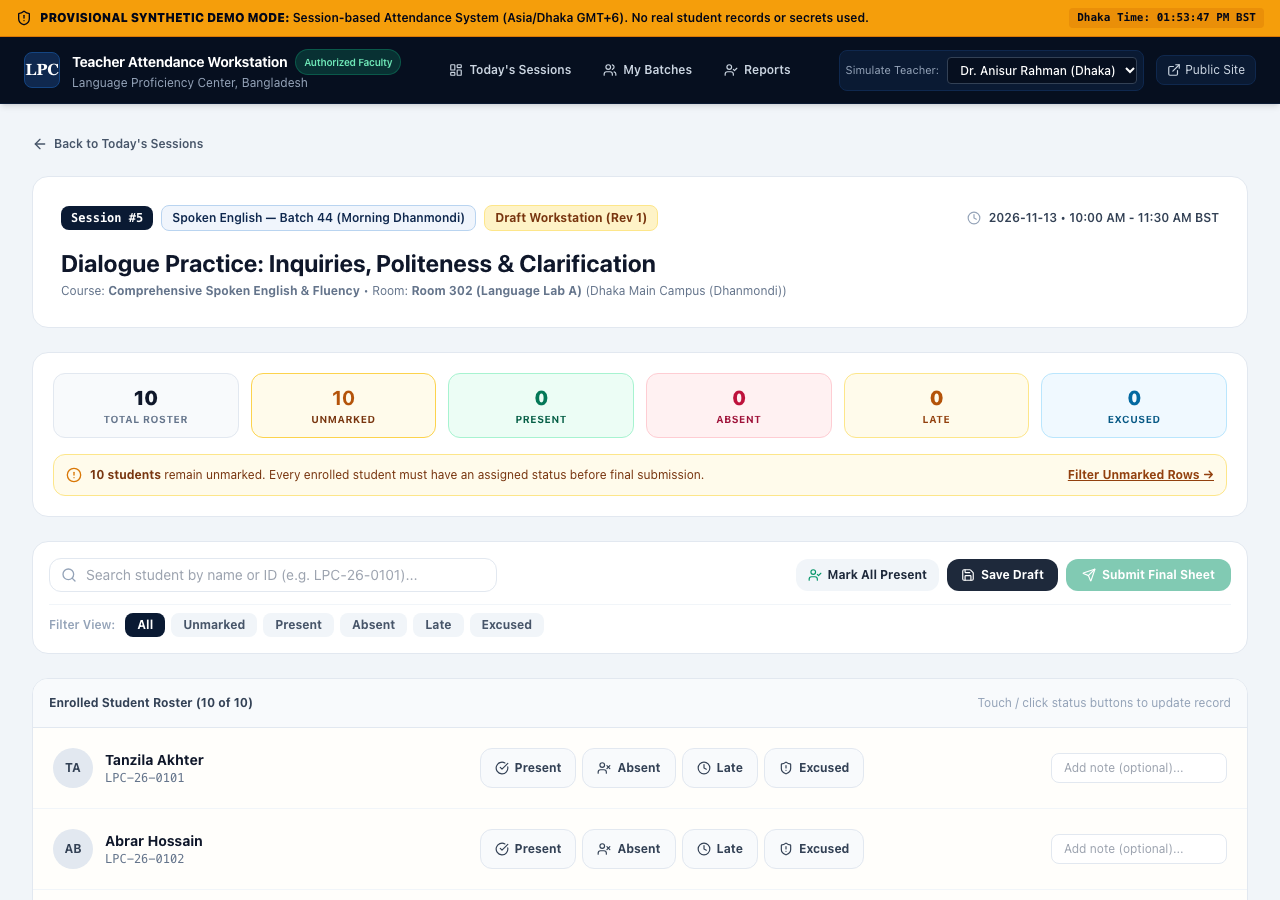 PROVISIONAL SYNTHETIC DEMO MODE: Session-based Attendance System (Asia/Dhaka GMT+6). No real student records or secrets used.
Dhaka Time: 01:53:47 PM BST
LPC
Teacher Attendance Workstation
Authorized Faculty
Language Proficiency Center, Bangladesh
Today's Sessions
My Batches
Reports
Simulate Teacher:
Dr. Anisur Rahman (Dhaka)
Public Site
Back to Today's Sessions
Session #5
Spoken English — Batch 44 (Morning Dhanmondi)
Draft Workstation (Rev 1)
2026-11-13 • 10:00 AM - 11:30 AM BST
Dialogue Practice: Inquiries, Politeness & Clarification
Course: Comprehensive Spoken English & Fluency • Room: Room 302 (Language Lab A) (Dhaka Main Campus (Dhanmondi))
10
TOTAL ROSTER
10
UNMARKED
0
PRESENT
0
ABSENT
0
LATE
0
EXCUSED
10 students remain unmarked. Every enrolled student must have an assigned status before final submission.
Filter Unmarked Rows →
Search student by name or ID (e.g. LPC-26-0101)...
Mark All Present
Save Draft
Submit Final Sheet
Filter View:
All
Unmarked
Present
Absent
Late
Excused
Enrolled Student Roster (10 of 10)
Touch / click status buttons to update record
TA
Tanzila Akhter
LPC-26-0101
Present
Absent
Late
Excused
Add note (optional)...
AB
Abrar Hossain
LPC-26-0102
Present
Absent
Late
Excused
Add note (optional)...